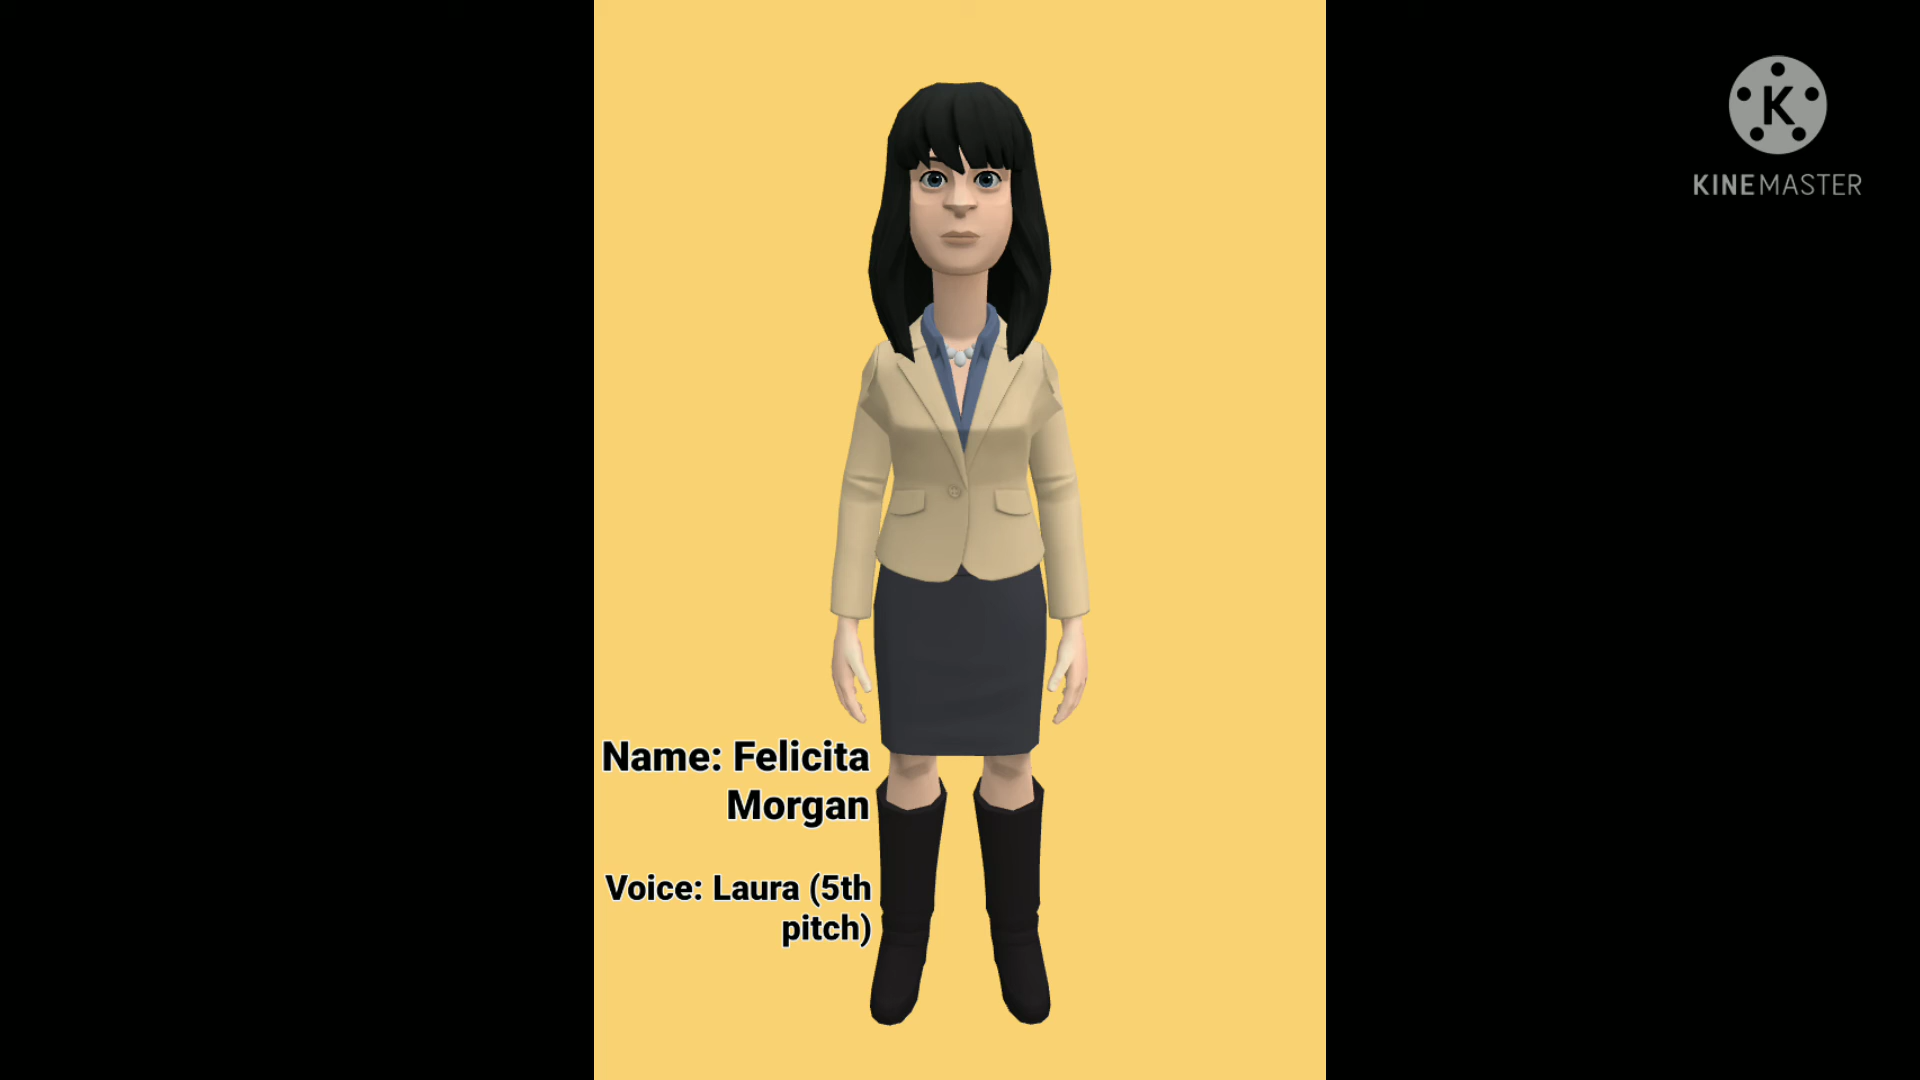 K
KINEMASTER
Name: Felicita
Morgan
Voice: Laura (5th
pitch)